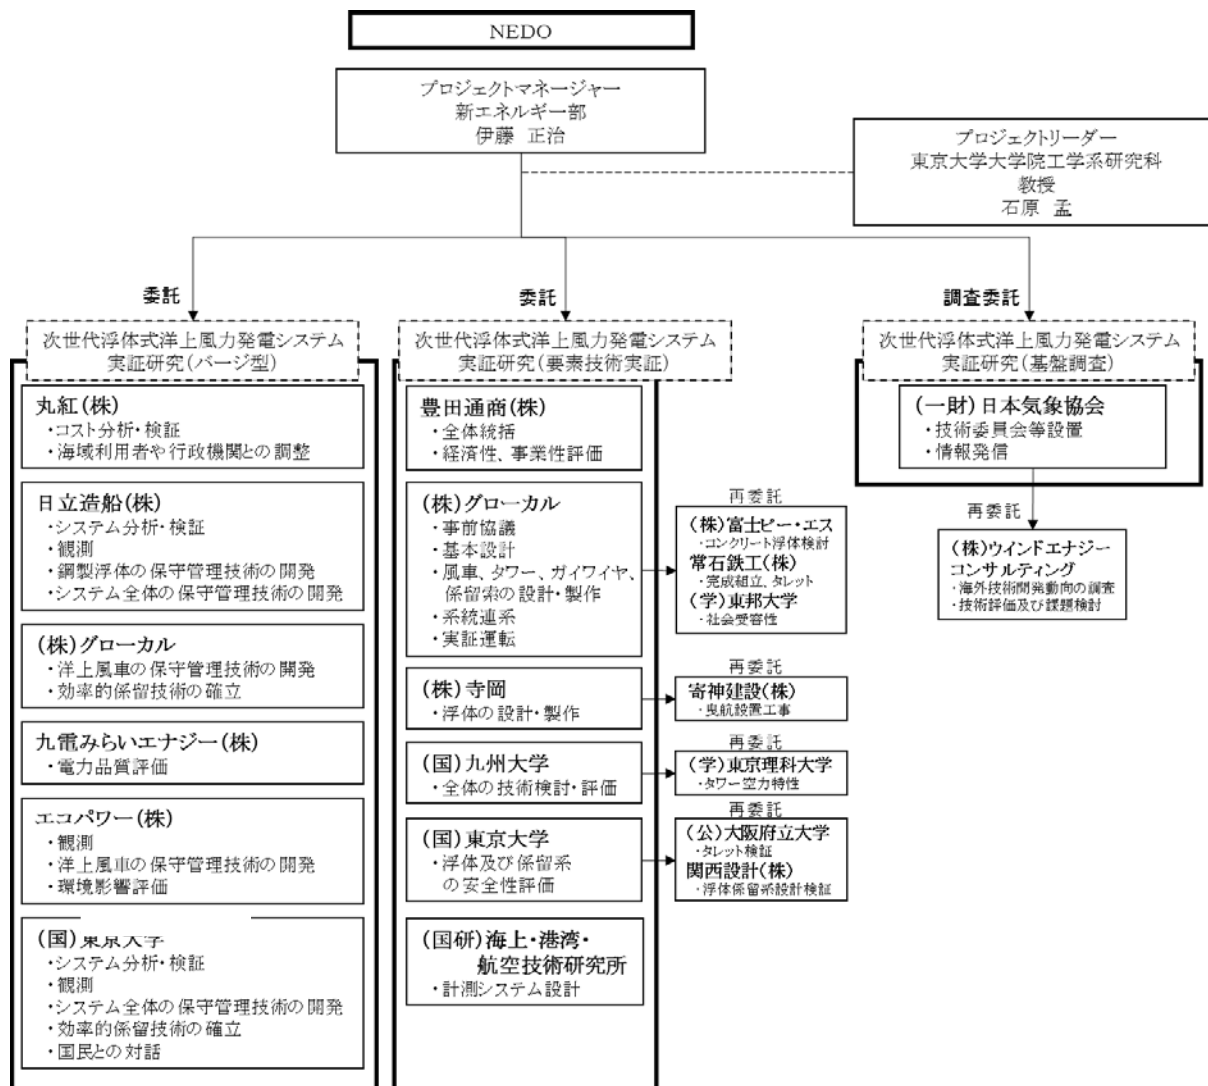 NEDO
プロジェクトマネージャー
新エネルギー部
伊藤 正治
プロジェクトリーダー
東京大学大学院工学系研究科
教授
石原 孟
委託
委託
調査委託
次世代浮体式洋上風力発電システム
実証研究(バージ型)
丸紅(株)
・コスト分析・検証
・海域利用者や行政機関との調整
日立造船(株)
・システム分析・検証
・観測
・鋼製浮体の保守管理技術の開発
・システム全体の保守管理技術の開発
(株)グローカル
・洋上風車の保守管理技術の開発
・効率的係留技術の確立
九電みらいエナジー(株)
・電力品質評価
エコパワー(株)
・観測
・洋上風車の保守管理技術の開発
・環境影響評価
(国)東京大学
・システム分析・検証
・観測
・システム全体の保守管理技術の開発
・効率的係留技術の確立
・国民との対話
次世代浮体式洋上風力発電システム
実証研究(要素技術実証)
豊田通商(株)
・全体統括
・経済性、事業性評価
(株)グローカル
・事前協議
・基本設計
・風車、タワー、ガイワイヤ、
係留索の設計・製作
・系統連系
・実証運転
再委託
(株)富士ピー・エス
・コンクリート浮体検討
常石鉄工(株)
・完成組立、タレット
(学)東邦大学
・社会受容性
(株)寺岡
・浮体の設計・製作
再委託
寄神建設(株)
・曳航設置工事
(国)九州大学
・全体の技術検討・評価
再委託
(学)東京理科大学
・タワー空力特性
(国)東京大学
・浮体及び係留系
の安全性評価
再委託
(公)大阪府立大学
・タレット検証
関西設計(株)
・浮体係留系設計検証
(国研)海上・港湾・
航空技術研究所
・計測システム設計
次世代浮体式洋上風力発電システム
実証研究(基盤調査)
(一財)日本気象協会
・技術委員会等設置
・情報発信
再委託
(株)ウインドエナジー
コンサルティング
・海外技術開発動向の調査
・技術評価及び課題検討